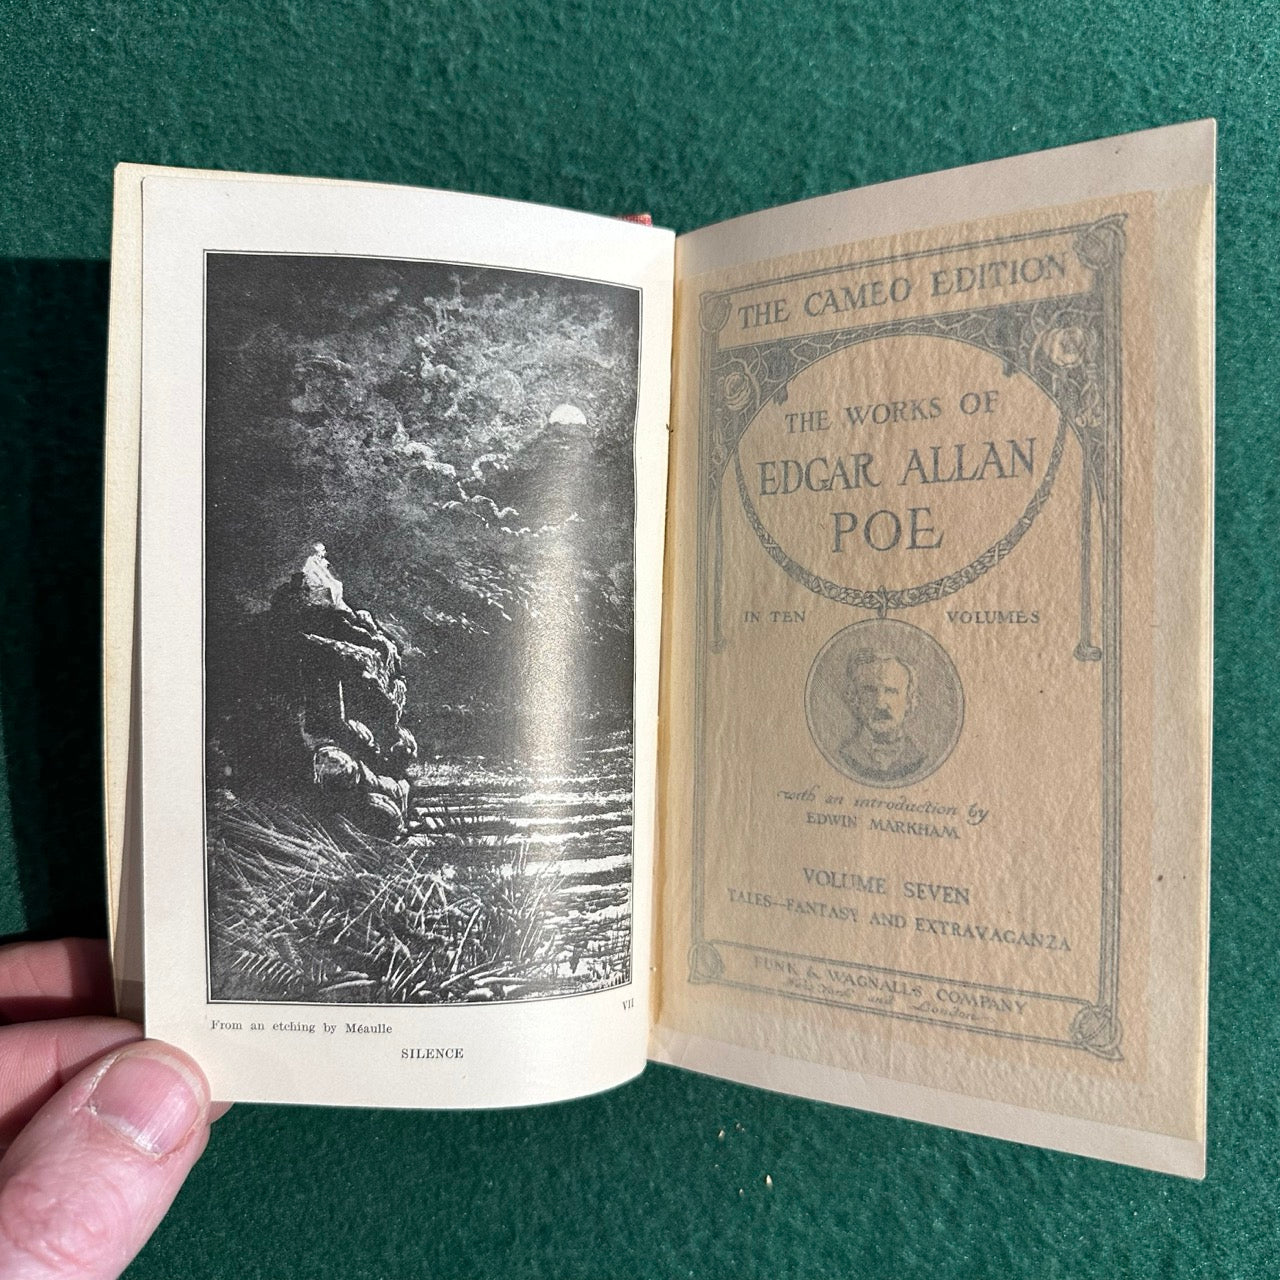 VII
From an etching by Méaulle
SILENCE
THE CAMEO EDITION
THE WORKS OF
EDGAR ALLAN
POE
IN TEN VOLUMES
with an introduction by
EDWIN MARKHAM
VOLUME SEVEN
TALES—FANTASY AND EXTRAVAGANZA
FUNK & WAGNALLS COMPANY
New York and London